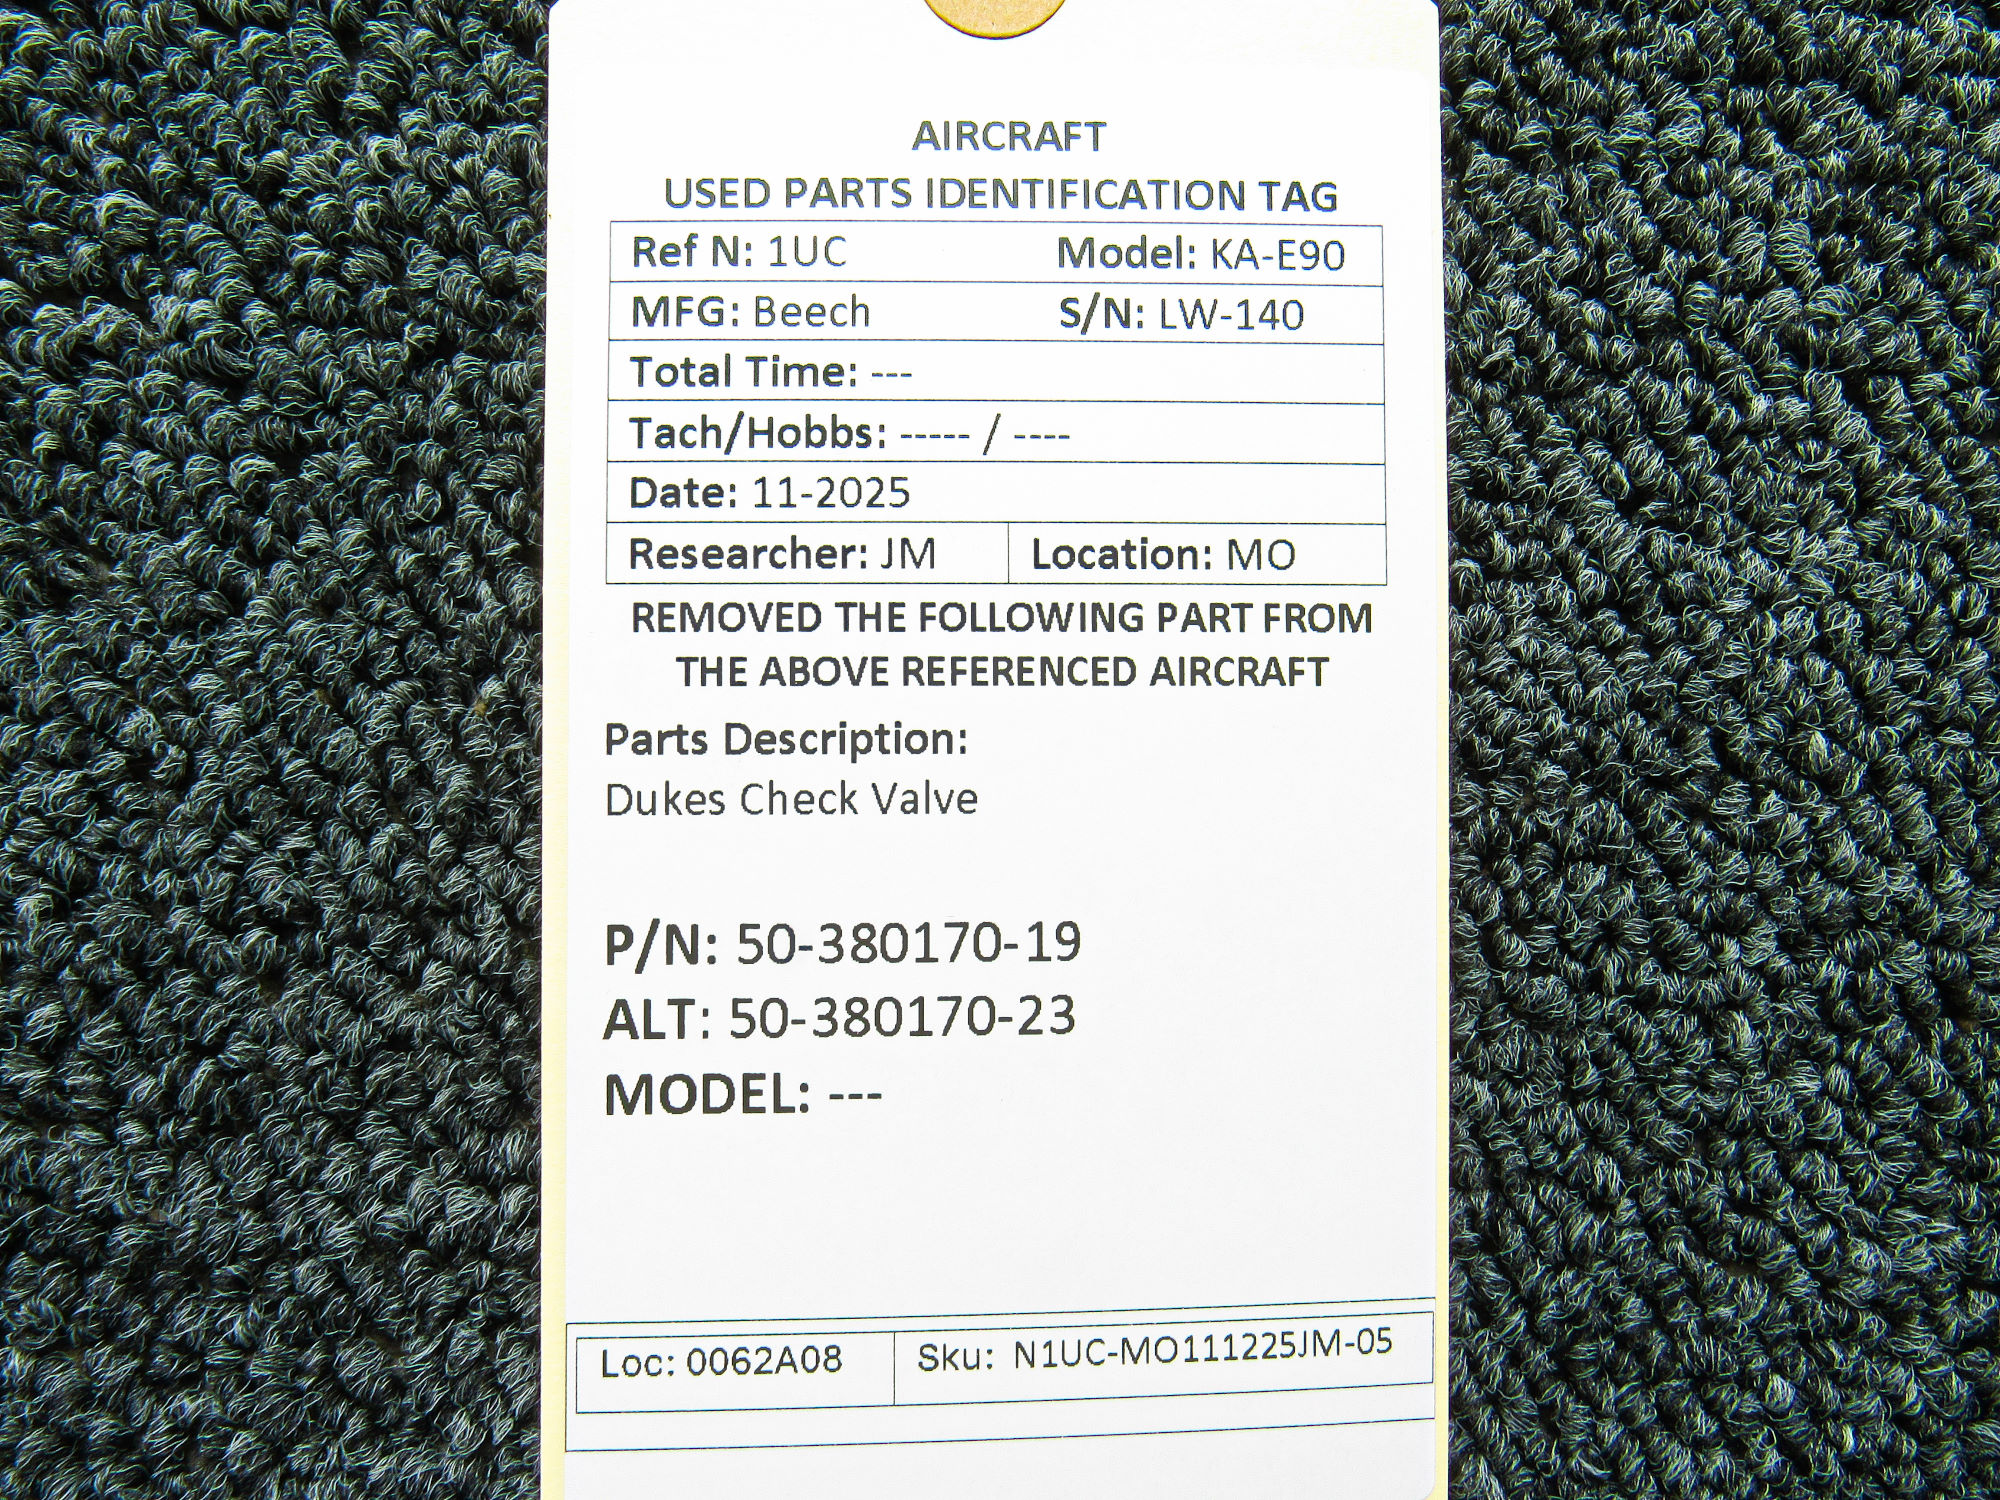 AIRCRAFT
USED PARTS IDENTIFICATION TAG
Ref N: 1UC Model: KA-E90
MFG: Beech S/N: LW-140
Total Time: ---
Tach/Hobbs: ----- / ----
Date: 11-2025
Researcher: JM Location: MO
REMOVED THE FOLLOWING PART FROM
THE ABOVE REFERENCED AIRCRAFT
Parts Description:
Dukes Check Valve
P/N: 50-380170-19
ALT: 50-380170-23
MODEL: ---
Loc: 0062A08 Sku: N1UC-MO111225JM-05